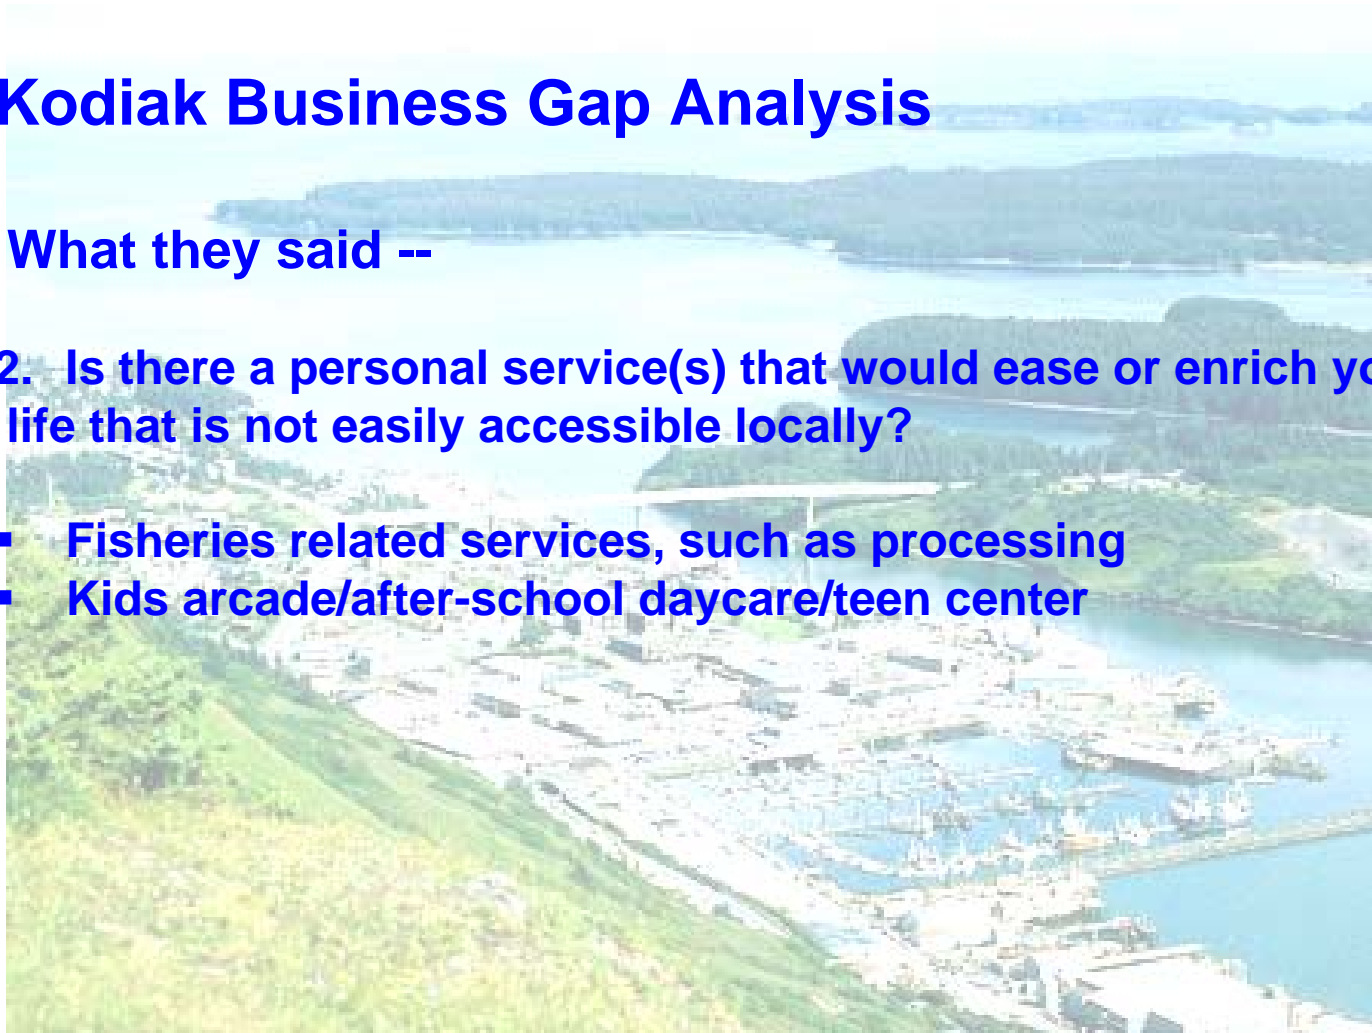 Kodiak Business Gap Analysis
What they said --
2. Is there a personal service(s) that would ease or enrich yo
life that is not easily accessible locally?
▪ Fisheries related services, such as processing
▪ Kids arcade/after-school daycare/teen center